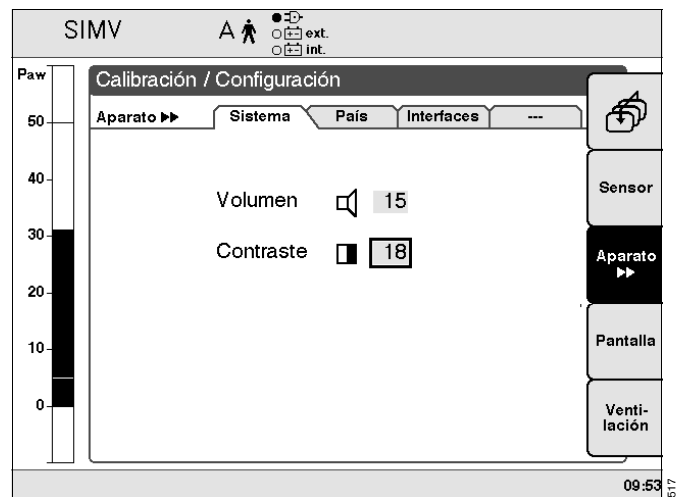 SIMV
A
ext.
int.
Paw
50
40
30
20
10
0
Calibración / Configuración
Aparato ▶▶
Sistema
País
Interfaces
---
Volumen
15
Contraste
18
Sensor
Aparato
▶▶
Pantalla
Venti-
lación
09:53
517